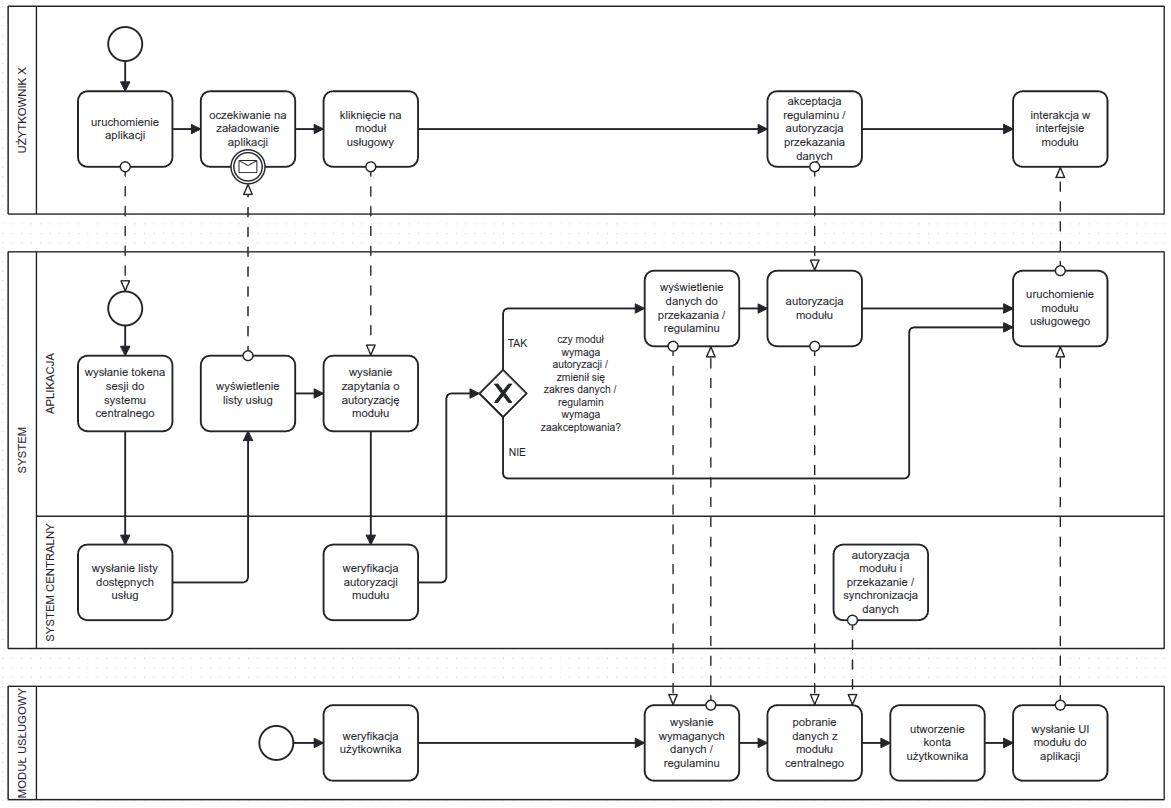 UŻYTKOWNIK X
uruchomienie
aplikacji
oczekiwanie na
załadowanie
aplikacji
kliknięcie na
moduł
usługowy
akceptacja
regulaminu /
autoryzacja
przekazania
danych
interakcja w
interfejsie
modułu
SYSTEM
APLIKACJA
wysłanie tokena
sesji do
systemu
centralnego
wyświetlenie
listy usług
wysłanie
zapytania o
autoryzację
modułu
TAK
NIE
czy moduł
wymaga
autoryzacji /
zmienił się
zakres danych /
regulamin
wymaga
zaakceptowania?
wyświetlenie
danych do
przekazania /
regulaminu
autoryzacja
modułu
uruchomienie
modułu
usługowego
SYSTEM CENTRALNY
wysłanie listy
dostępnych
usług
weryfikacja
autoryzacji
mudułu
autoryzacja
modułu i
przekazanie /
synchronizacja
danych
MODUŁ USŁUGOWY
weryfikacja
użytkownika
wysłanie
wymaganych
danych /
regulaminu
pobranie
danych z
modułu
centralnego
utworzenie
konta
użytkownika
wysłanie UI
modułu do
aplikacji